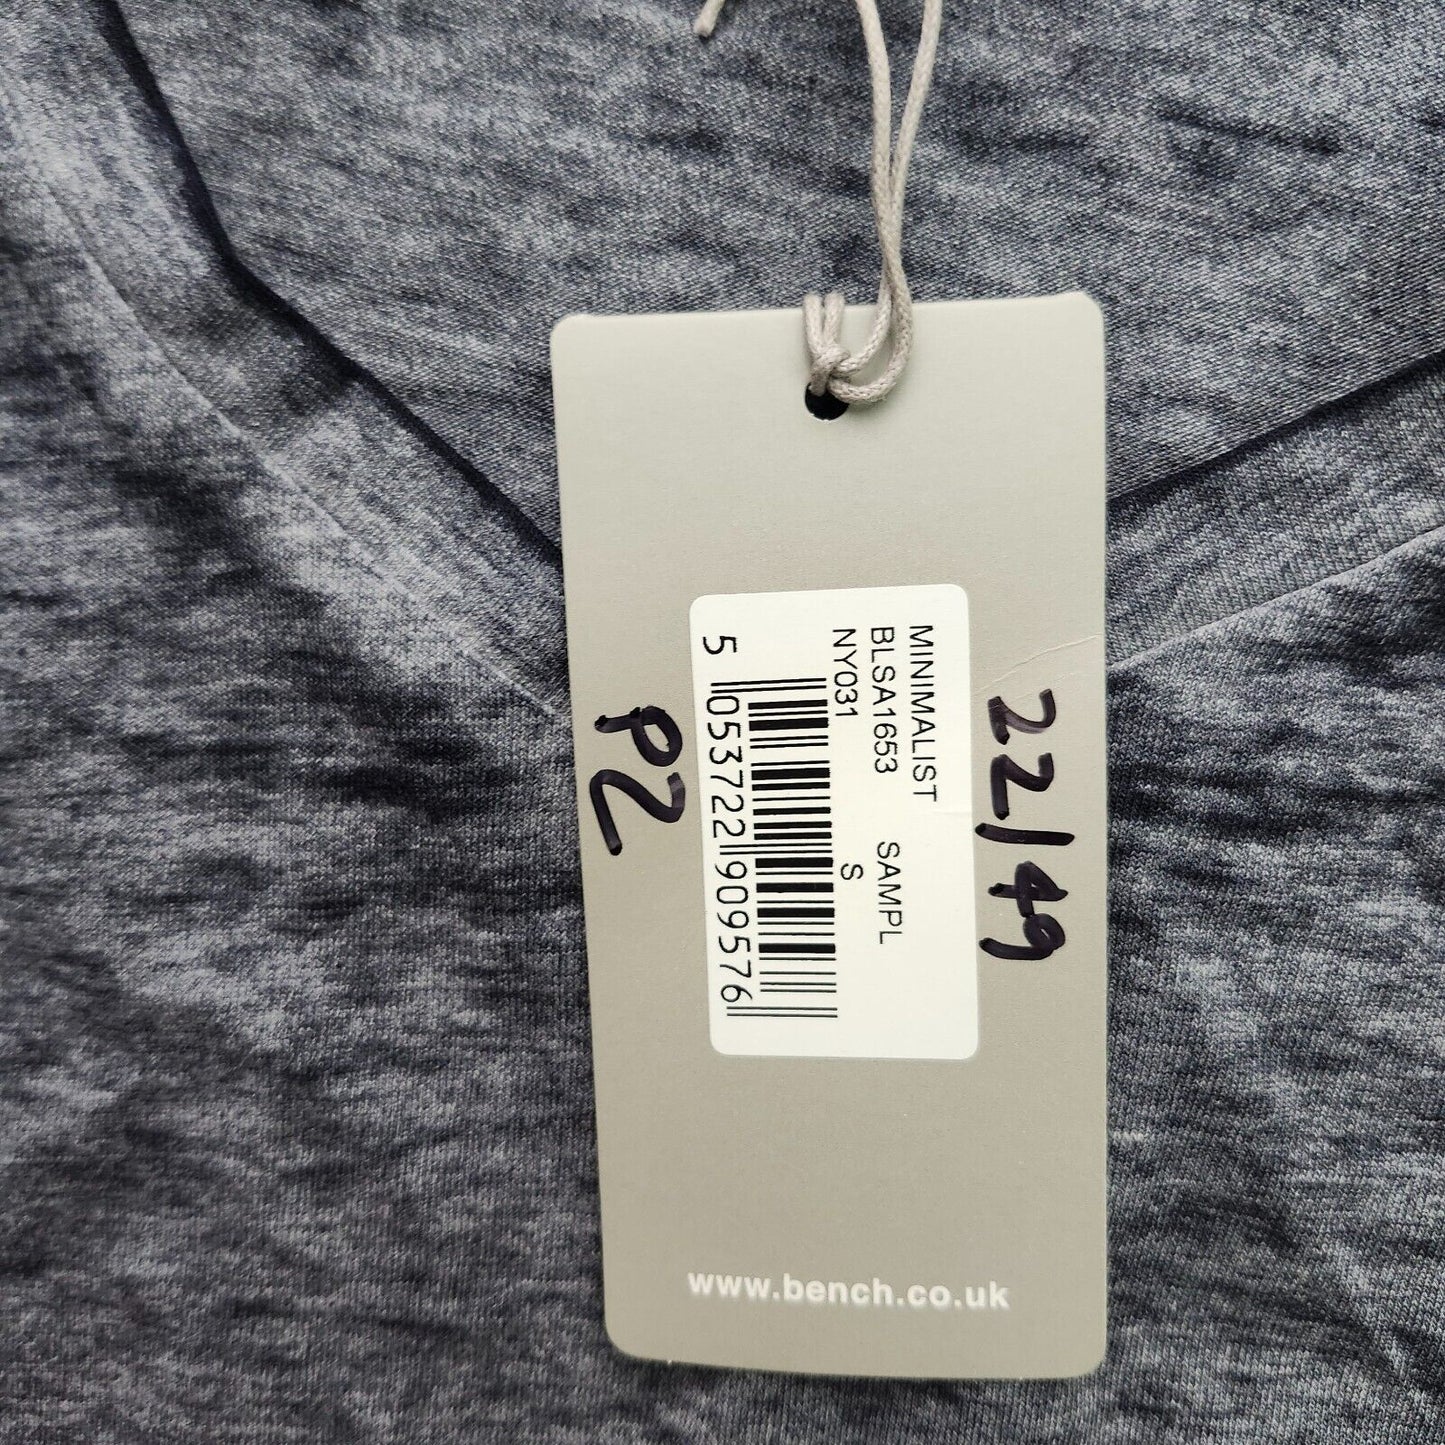 22/49
MINIMALIST
BLSA1653 SAMPL
NY031 S
5 053722 909576
P2
www.bench.co.uk